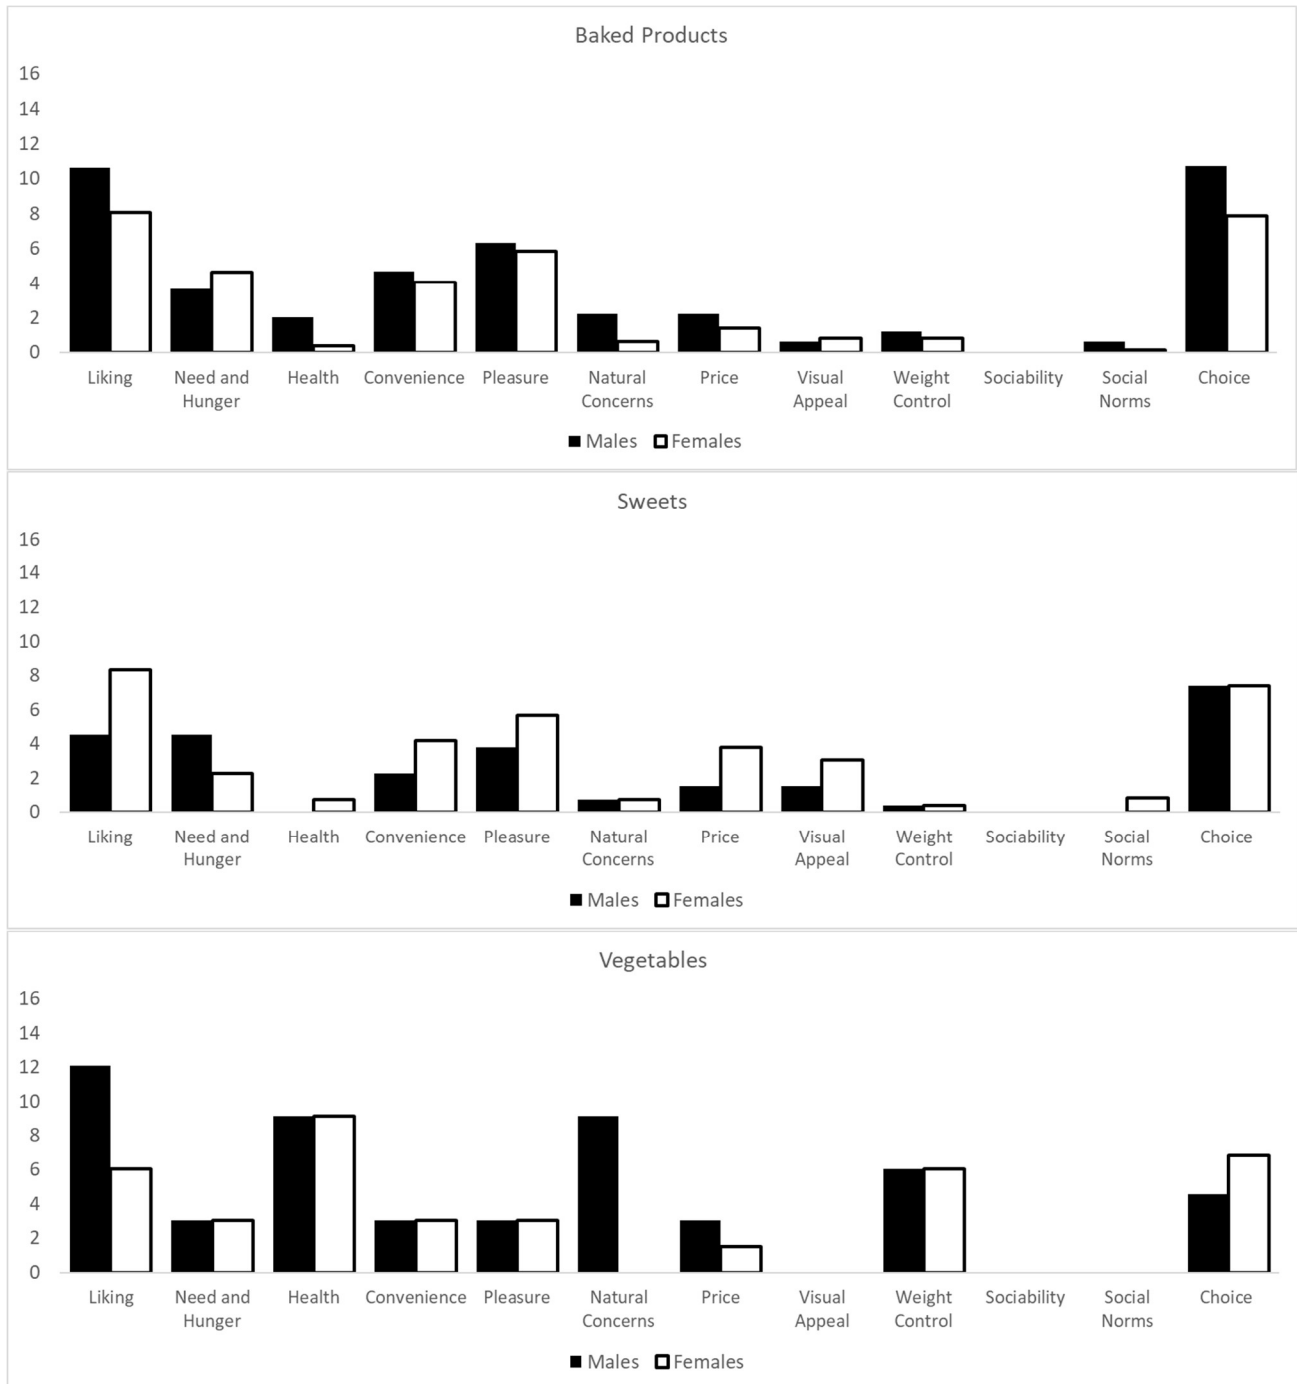 Baked Products
16
14
12
10
8
6
4
2
0
Liking Need and Health Convenience Pleasure Natural Price Visual Weight Sociability Social Choice
Hunger Concerns Appeal Control Norms
Males Females
Sweets
16
14
12
10
8
6
4
2
0
Liking Need and Health Convenience Pleasure Natural Price Visual Weight Sociability Social Choice
Hunger Concerns Appeal Control Norms
Males Females
Vegetables
16
14
12
10
8
6
4
2
0
Liking Need and Health Convenience Pleasure Natural Price Visual Weight Sociability Social Choice
Hunger Concerns Appeal Control Norms
Males Females